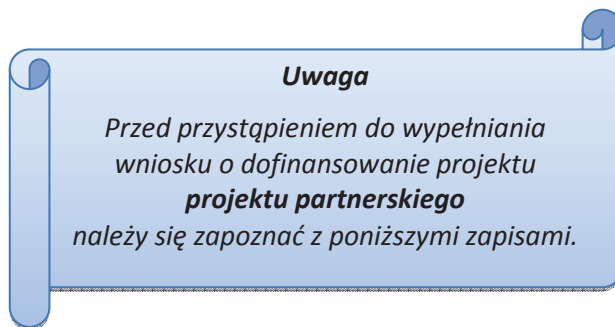 Uwaga
Przed przystąpieniem do wypełniania
wniosku o dofinansowanie projektu
projektu partnerskiego
należy się zapoznać z poniższymi zapisami.